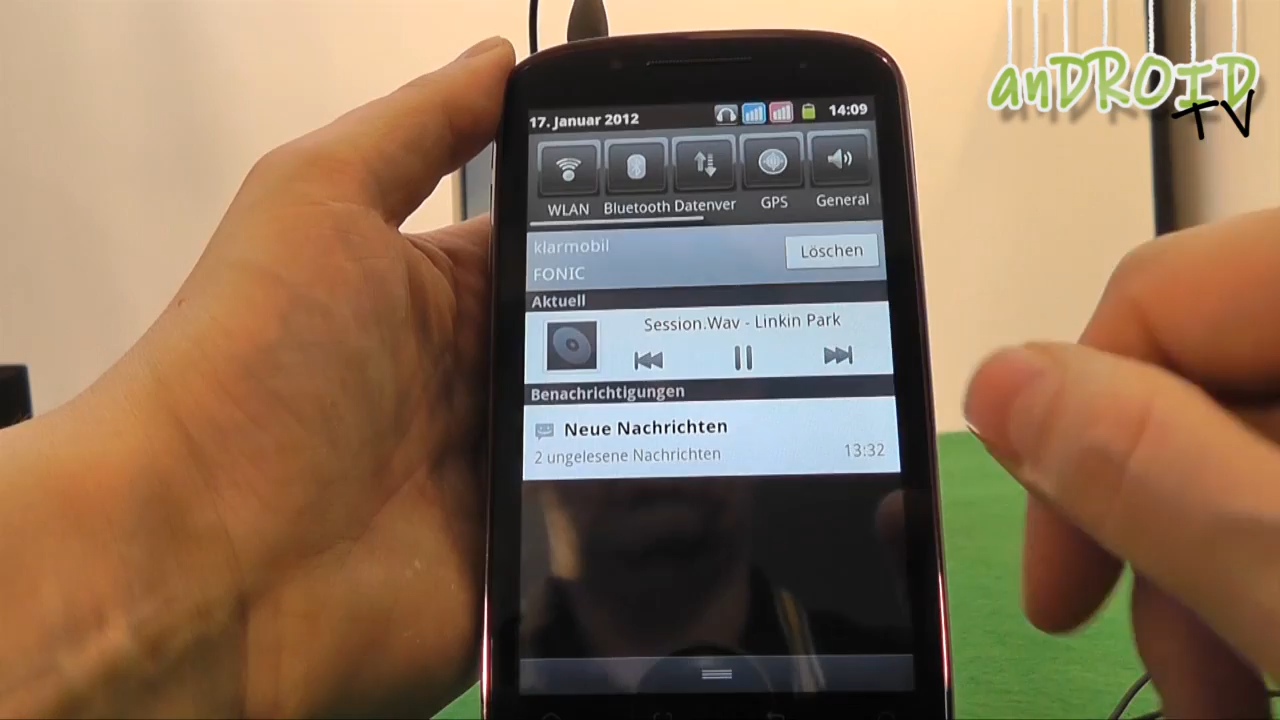 anDROID
TV
17. Januar 2012
14:09
WLAN
Bluetooth
Datenver
GPS
General
klarmobil
FONIC
Löschen
Aktuell
Session.Wav - Linkin Park
Benachrichtigungen
Neue Nachrichten
2 ungelesene Nachrichten
13:32